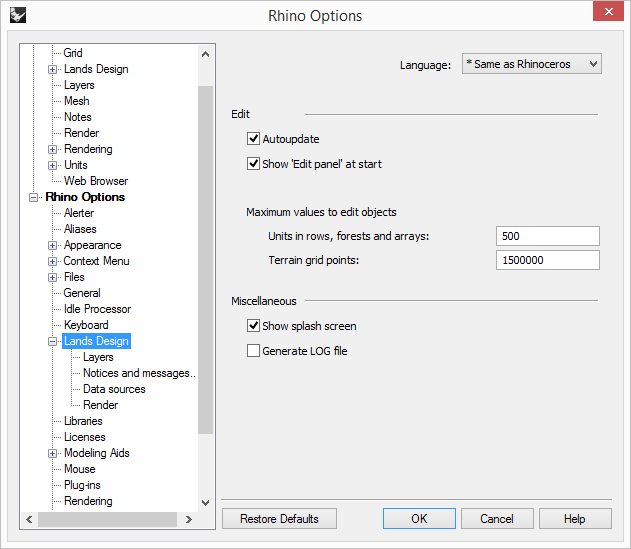 Rhino Options
Grid
Lands Design
Layers
Mesh
Notes
Render
Rendering
Units
Web Browser
Rhino Options
Alerter
Aliases
Appearance
Context Menu
Files
General
Idle Processor
Keyboard
Lands Design
Layers
Notices and messages..
Data sources
Render
Libraries
Licenses
Modeling Aids
Mouse
Plug-ins
Rendering
Language: * Same as Rhinoceros
Edit
Autoupdate
Show 'Edit panel' at start
Maximum values to edit objects
Units in rows, forests and arrays: 500
Terrain grid points: 1500000
Miscellaneous
Show splash screen
Generate LOG file
Restore Defaults OK Cancel Help